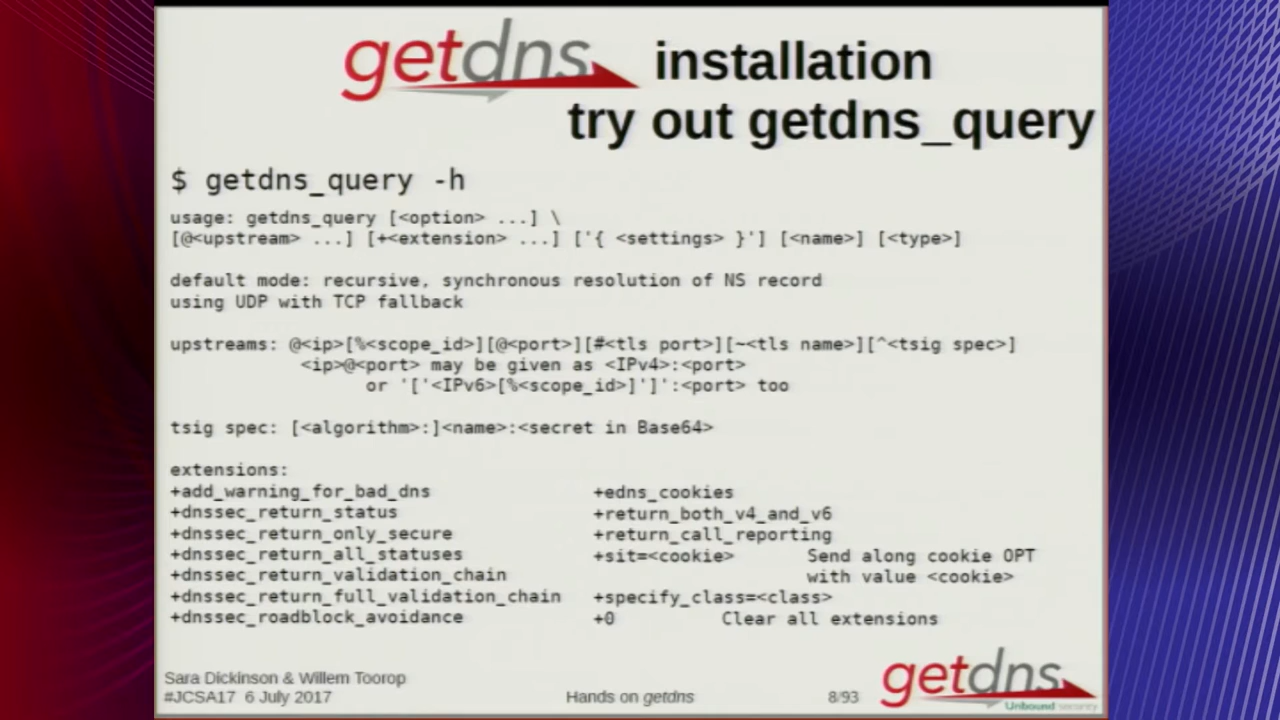 getdns installation
try out getdns_query
$ getdns_query -h
usage: getdns_query [<option> ...] \
[@<upstream> ...] [+<extension> ...] ['{ <settings> }'] [<name>] [<type>]
default mode: recursive, synchronous resolution of NS record
using UDP with TCP fallback
upstreams: @<ip>[%<scope_id>][@<port>][#<tls port>][~<tls name>][^<tsig spec>]
<ip>@<port> may be given as <IPv4>:<port>
or '['<IPv6>[%<scope_id>]']':<port> too
tsig spec: [<algorithm>:]<name>:<secret in Base64>
extensions:
+add_warning_for_bad_dns
+dnssec_return_status
+dnssec_return_only_secure
+dnssec_return_all_statuses
+dnssec_return_validation_chain
+dnssec_return_full_validation_chain
+dnssec_roadblock_avoidance
+edns_cookies
+return_both_v4_and_v6
+return_call_reporting
+sit=<cookie> Send along cookie OPT
with value <cookie>
+specify_class=<class>
+0 Clear all extensions
Sara Dickinson & Willem Toorop
#JCSA17 6 July 2017
Hands on getdns
8/93
getdns
Unbound security